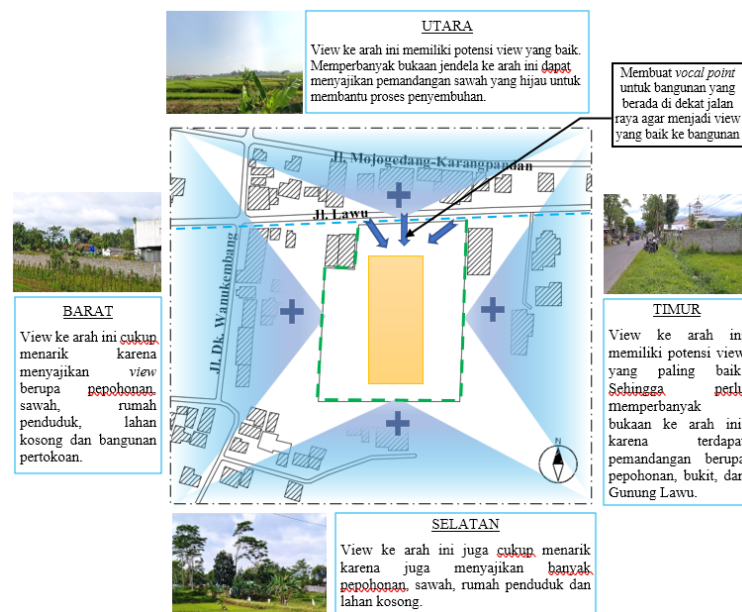 UTARA
View ke arah ini memiliki potensi view yang baik.
Memperbanyak bukaan jendela ke arah ini dapat
menyajikan pemandangan sawah yang hijau untuk
membantu proses penyembuhan.
Membuat vocal point
untuk bangunan yang
berada di dekat jalan
raya agar menjadi view
yang baik ke bangunan
Jl. Mojogedang-Karangpandan
Jl. Lawu
Jl. Dk. Wanukembang
BARAT
View ke arah ini cukup
menarik karena
menyajikan view
berupa pepohonan,
sawah, rumah
penduduk, lahan
kosong dan bangunan
pertokoan.
TIMUR
View ke arah ini
memiliki potensi view
yang paling baik.
Sehingga perlu
memperbanyak
bukaan ke arah ini
karena terdapat
pemandangan berupa
pepohonan, bukit, dan
Gunung Lawu.
N
SELATAN
View ke arah ini juga cukup menarik
karena juga menyajikan banyak
pepohonan, sawah, rumah penduduk dan
lahan kosong.